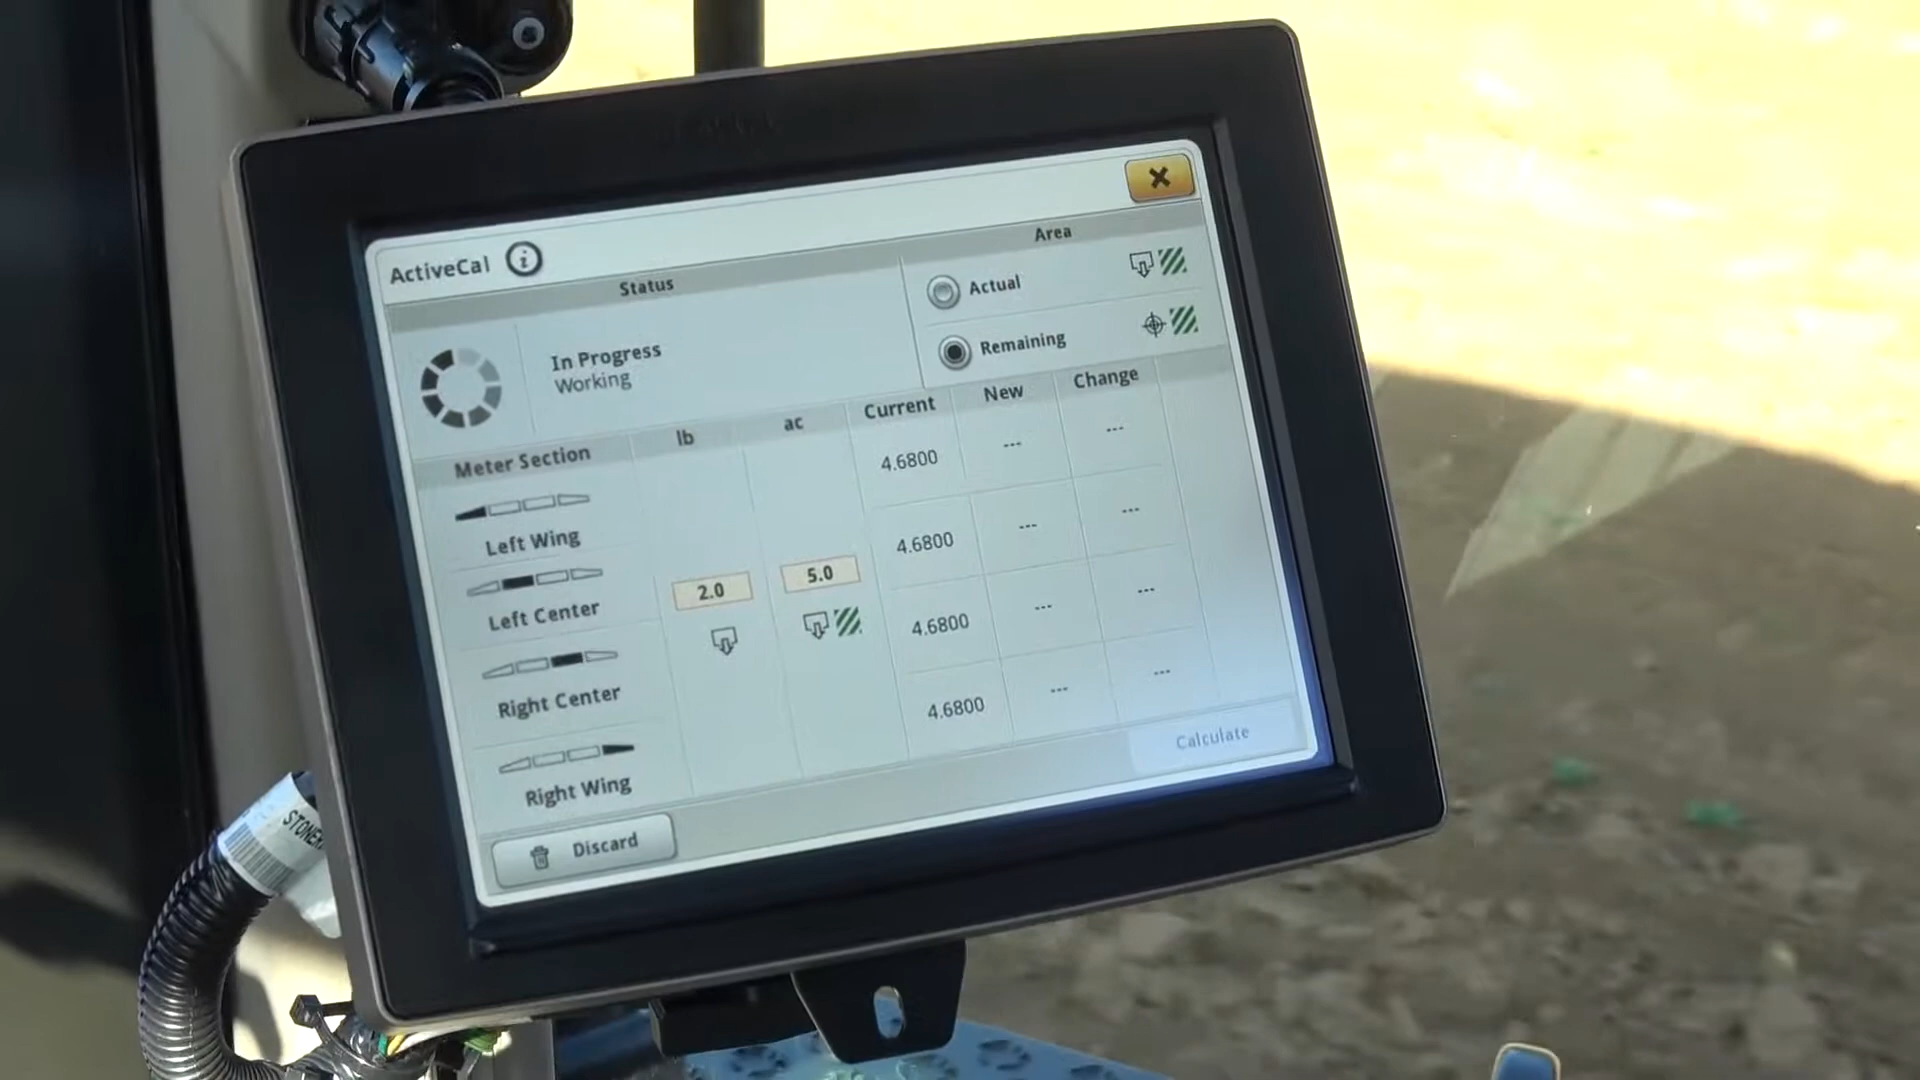 ActiveCal i
Status
Area
In Progress
Working
Actual
Remaining
Meter Section lb ac Current New Change
Left Wing 4.6800 --- ---
Left Center 4.6800 --- ---
2.0 5.0
Right Center 4.6800 --- ---
Right Wing 4.6800 --- ---
Discard
Calculate